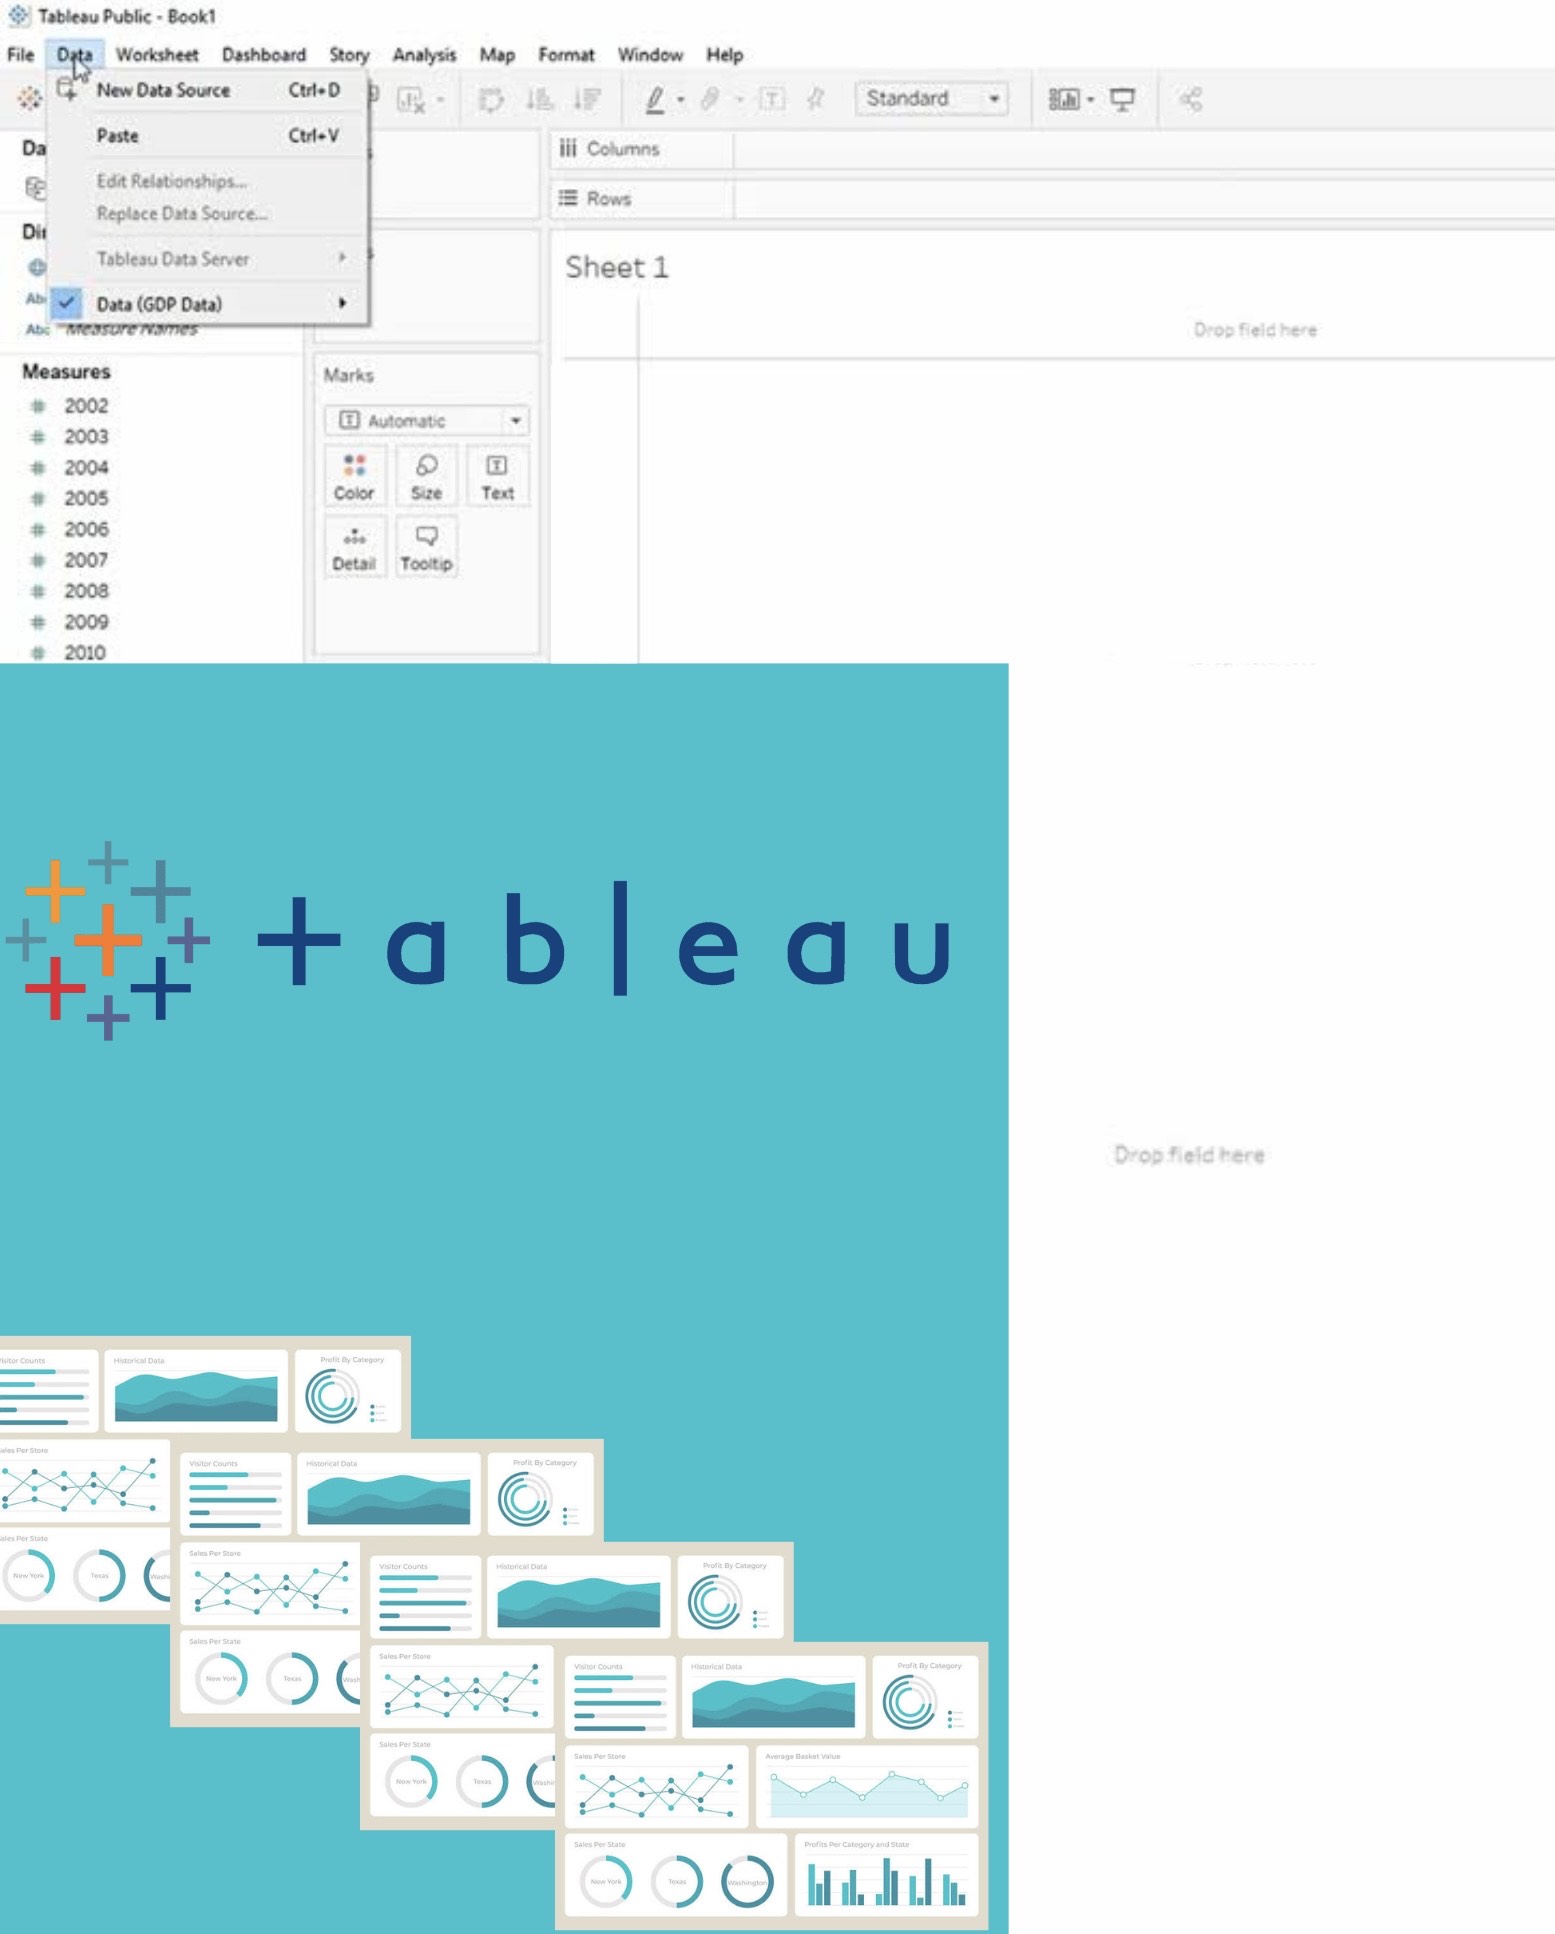 Tableau Public - Book1
File Data Worksheet Dashboard Story Analysis Map Format Window Help
New Data Source Ctrl+D
Paste Ctrl+V
Edit Relationships...
Replace Data Source...
Tableau Data Server
Data (GDP Data)
Standard
Da
Dir
Abc
Abc Measure Names
Measures
2002
2003
2004
2005
2006
2007
2008
2009
2010
Marks
Automatic
Color Size Text
Detail Tooltip
Columns
Rows
Sheet 1
Drop field here
Drop field here
tableau
Visitor Counts Historical Data Profit By Category
Sales Per Store
Sales Per State
New York Texas Washin
Visitor Counts Historical Data Profit By Category
Sales Per Store
Sales Per State
New York Texas Wash
Visitor Counts Historical Data Profit By Category
Sales Per Store
Sales Per State
New York Texas Washin
Visitor Counts Historical Data Profit By Category
Sales Per Store Average Basket Value
Sales Per State Profits Per Category and State
New York Texas Washington